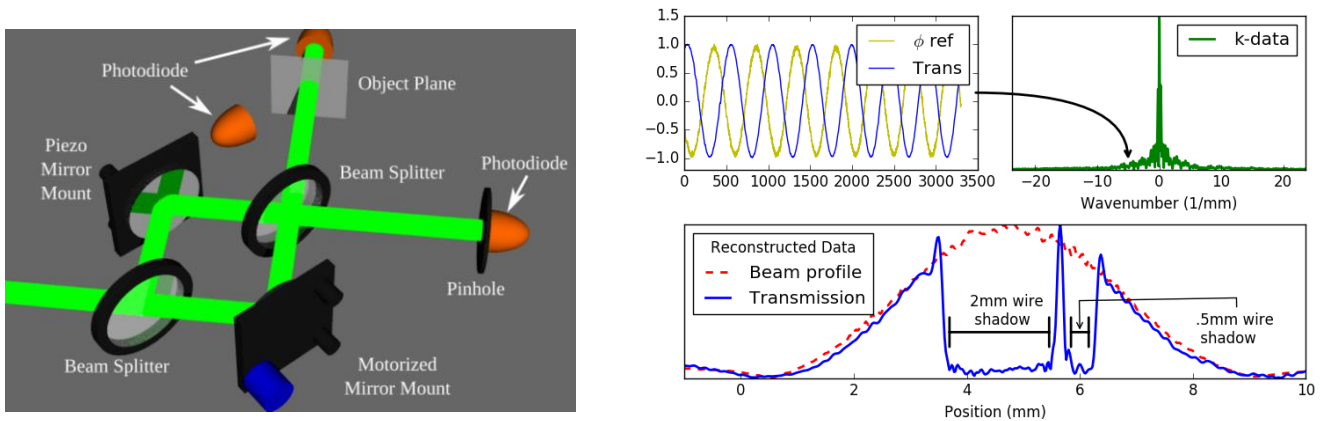 Photodiode
Object Plane
Piezo
Mirror
Mount
Beam Splitter
Photodiode
Pinhole
Beam Splitter
Motorized
Mirror Mount
1.0
0.5
0.0
−0.5
−1.0
ϕ ref
Trans
0 500 1000 1500 2000 2500 3000 3500
k-data
−20 −10 0 10 20
Wavenumber (1/mm)
Reconstructed Data
Beam profile
Transmission
2mm wire
shadow
.5mm wire
shadow
0 2 4 6 8 10
Position (mm)